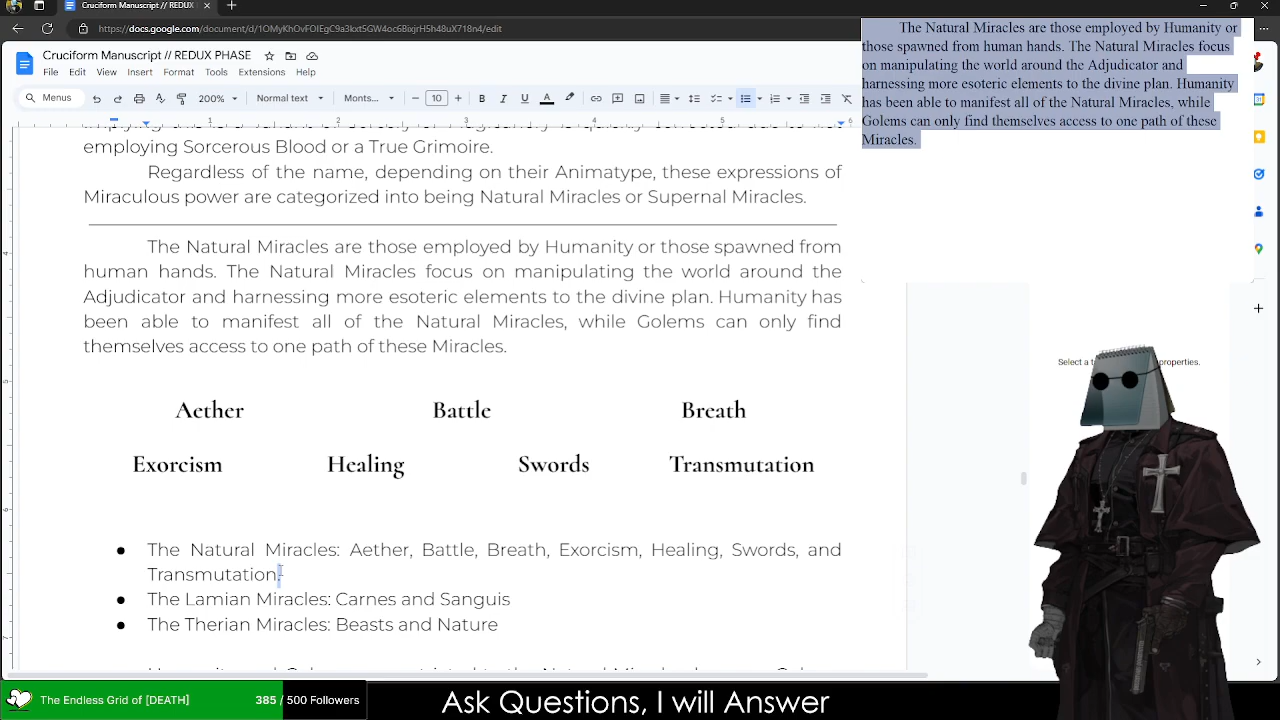 Cruciform Manuscript // REDUX
https://docs.google.com/document/d/1OMyKhOvFOIEgC9a3kxt5GW4oc6BixjrH5h48uX178n4/edit
Cruciform Manuscript // REDUX PHASE
File Edit View Insert Format Tools Extensions Help
Menus 200% Normal text Monts... 10
employing Sorcerous Blood or a True Grimoire.
Regardless of the name, depending on their Animatype, these expressions of
Miraculous power are categorized into being Natural Miracles or Supernal Miracles.
The Natural Miracles are those employed by Humanity or those spawned from
human hands. The Natural Miracles focus on manipulating the world around the
Adjudicator and harnessing more esoteric elements to the divine plan. Humanity has
been able to manifest all of the Natural Miracles, while Golems can only find
themselves access to one path of these Miracles.
Aether Battle Breath
Exorcism Healing Swords Transmutation
● The Natural Miracles: Aether, Battle, Breath, Exorcism, Healing, Swords, and
Transmutation.
● The Lamian Miracles: Carnes and Sanguis
● The Therian Miracles: Beasts and Nature
The Natural Miracles are those employed by Humanity or
those spawned from human hands. The Natural Miracles focus
on manipulating the world around the Adjudicator and
harnessing more esoteric elements to the divine plan. Humanity
has been able to manifest all of the Natural Miracles, while
Golems can only find themselves access to one path of these
Miracles.
Select a t properties.
The Endless Grid of [DEATH] 385 / 500 Followers
Ask Questions, I will Answer